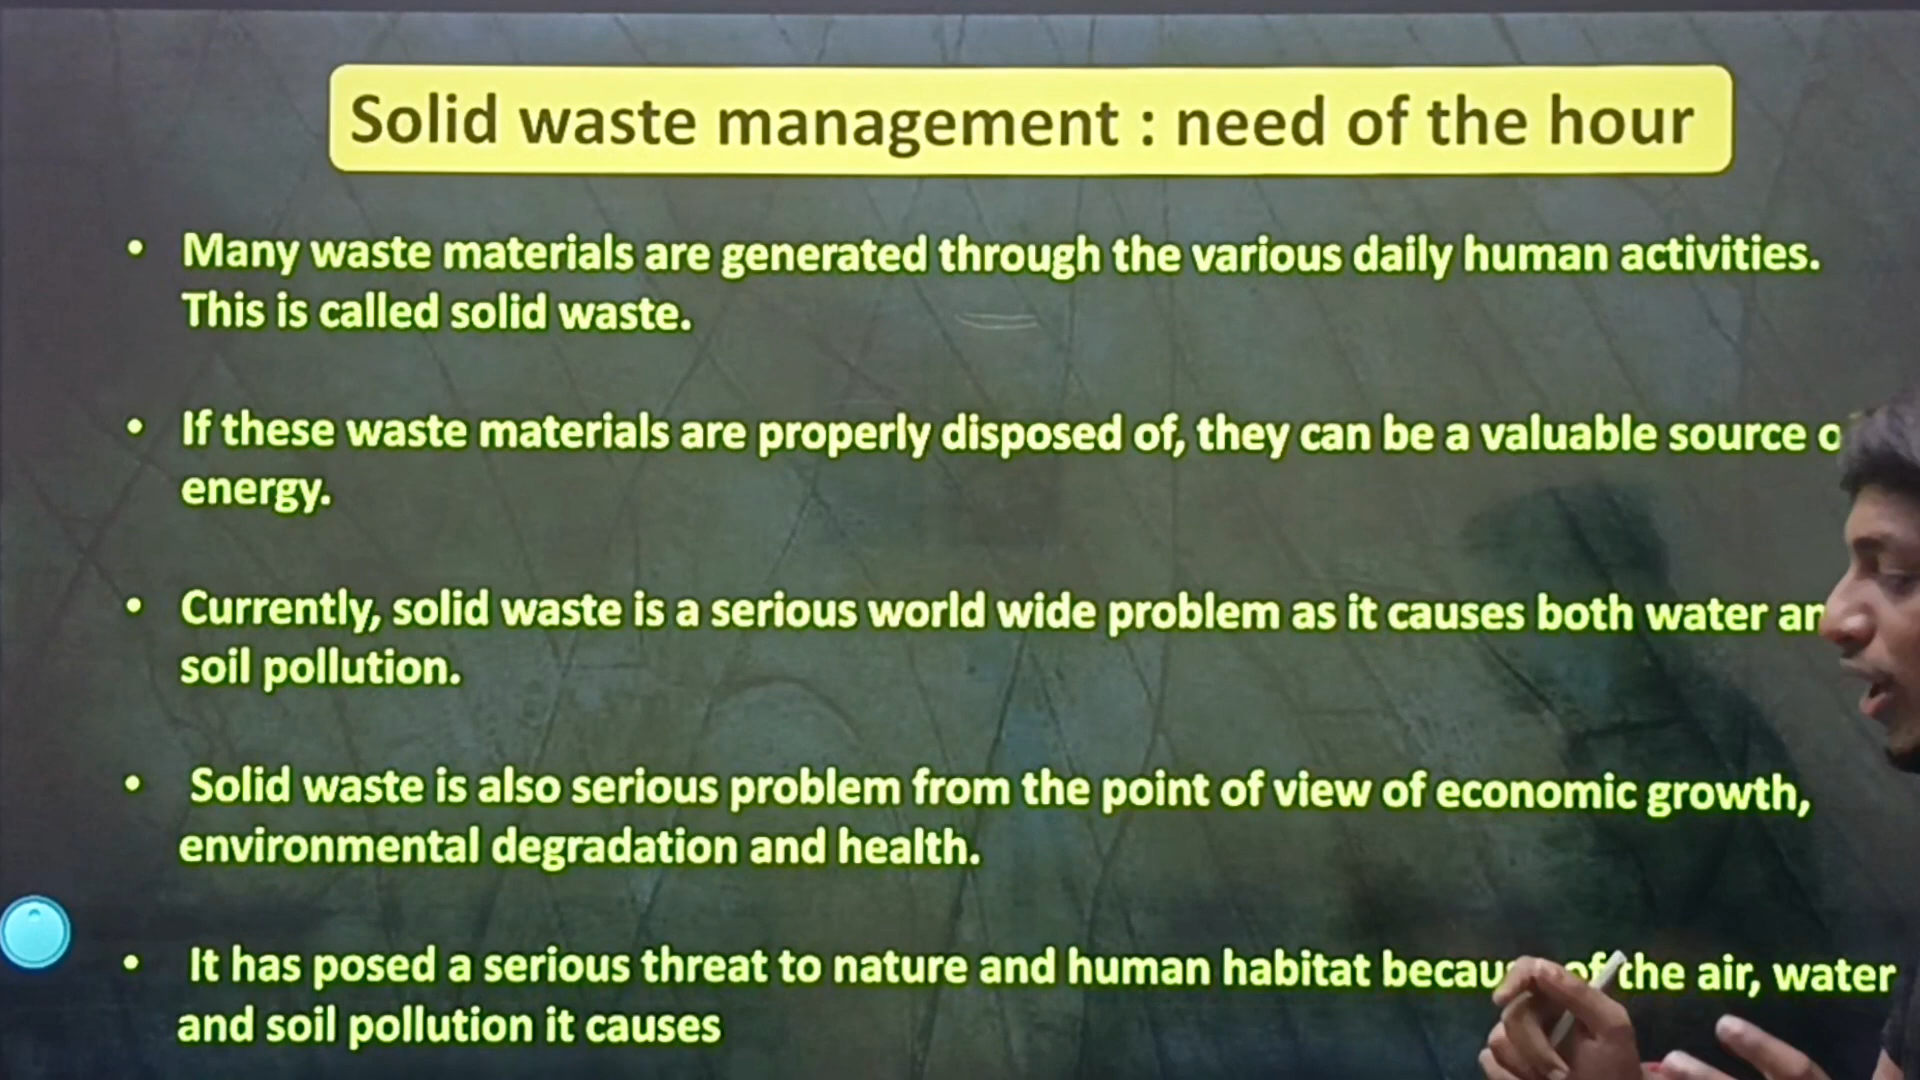 Solid waste management : need of the hour
• Many waste materials are generated through the various daily human activities.
This is called solid waste.
• If these waste materials are properly disposed of, they can be a valuable source
energy.
• Currently, solid waste is a serious world wide problem as it causes both water
soil pollution.
• Solid waste is also serious problem from the point of view of economic growth,
environmental degradation and health.
• It has posed a serious threat to nature and human habitat of the air, water
and soil pollution it causes